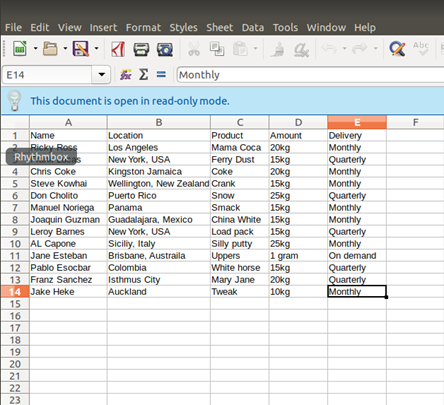 File Edit View Insert Format Styles Sheet Data Tools Window Help
E14 Monthly
This document is open in read-only mode.
A B C D E F
1 Name Location Product Amount Delivery
2 Ricky Ross Los Angeles Mama Coca 20kg Monthly
Rhythmbox
New York, USA Ferry Dust 15kg Quarterly
4 Chris Coke Kingston Jamaica Coke 20kg Monthly
5 Steve Kowhai Wellington, New Zealand Crank 15kg Monthly
6 Don Cholito Puerto Rico Snow 25kg Quarterly
7 Manuel Noriega Panama Smack 15kg Monthly
8 Joaquin Guzman Guadalajara, Mexico China White 15kg Monthly
9 Leroy Barnes New York, USA Load pack 15kg Quarterly
10 AL Capone Siciliy, Italy Silly putty 25kg Monthly
11 Jane Esteban Brisbane, Austraila Uppers 1 gram On demand
12 Pablo Esocbar Colombia White horse 15kg Quarterly
13 Franz Sanchez Isthmus City Mary Jane 20kg Quarterly
14 Jake Heke Auckland Tweak 10kg Monthly
15
16
17
18
19
20
21
22
23